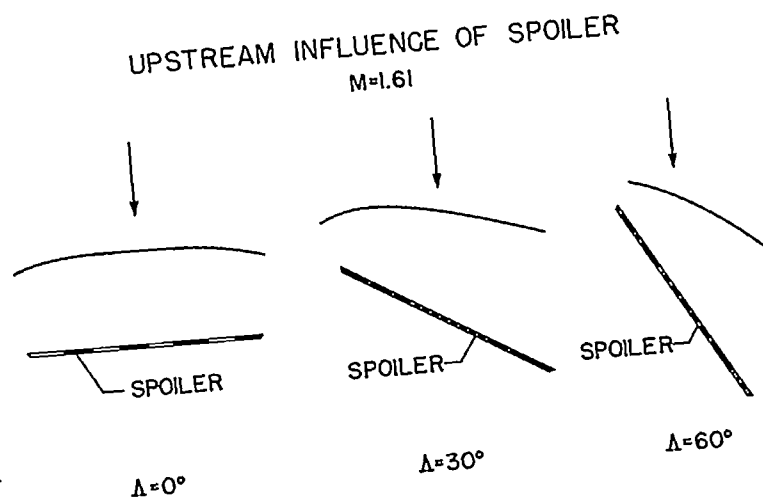 UPSTREAM INFLUENCE OF SPOILER
M=1.61
SPOILER
SPOILER
SPOILER
Λ=0°
Λ=30°
Λ=60°